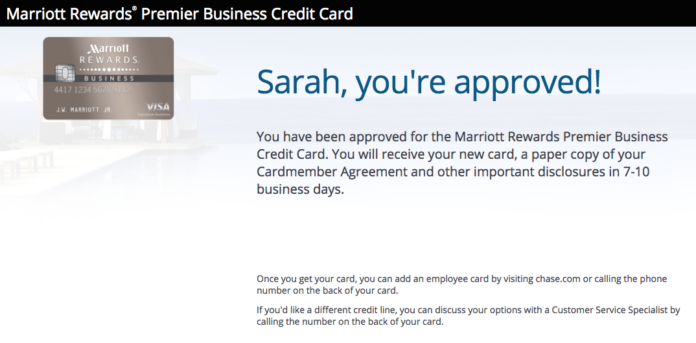 Marriott Rewards® Premier Business Credit Card
Marriott
REWARDS
BUSINESS
4417 1234
J.W. MARRIOTT JR.
VISA
Sarah, you're approved!
You have been approved for the Marriott Rewards Premier Business
Credit Card. You will receive your new card, a paper copy of your
Cardmember Agreement and other important disclosures in 7-10
business days.
Once you get your card, you can add an employee card by visiting chase.com or calling the phone
number on the back of your card.
If you'd like a different credit line, you can discuss your options with a Customer Service Specialist by
calling the number on the back of your card.